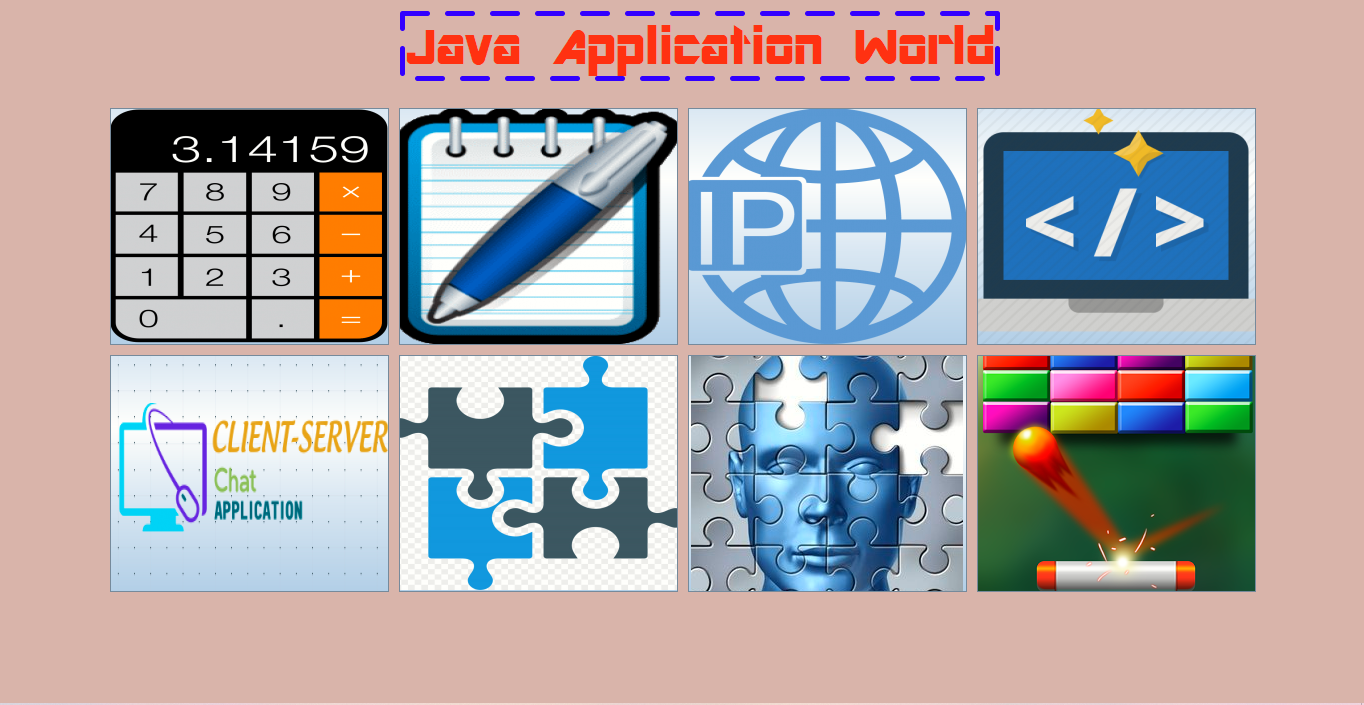 Java Application World
3.14159
7 8 9 ×
4 5 6 −
1 2 3 +
0 . =
IP
</>
CLIENT-SERVER
Chat
APPLICATION